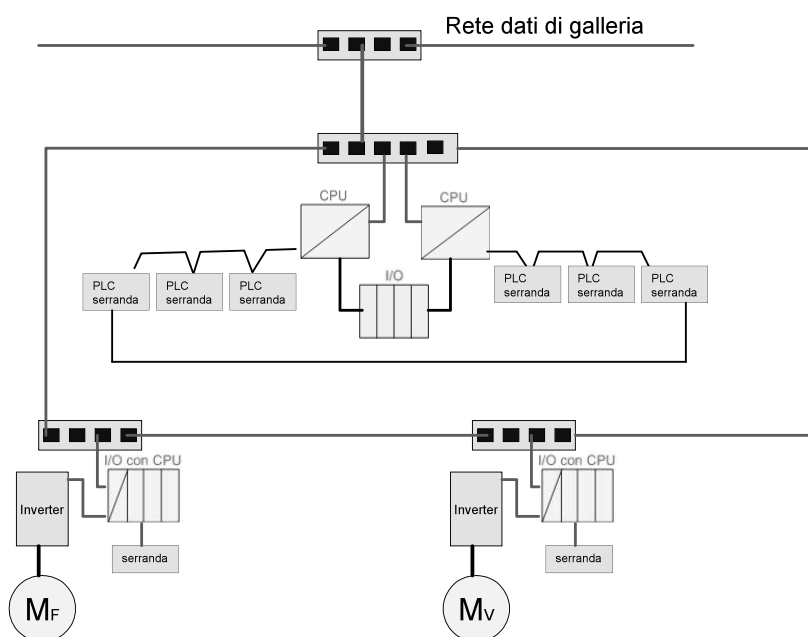 Rete dati di galleria
CPU
CPU
I/O
PLC
serranda
PLC
serranda
PLC
serranda
PLC
serranda
PLC
serranda
PLC
serranda
I/O con CPU
I/O con CPU
Inverter
Inverter
serranda
serranda
MF
MV